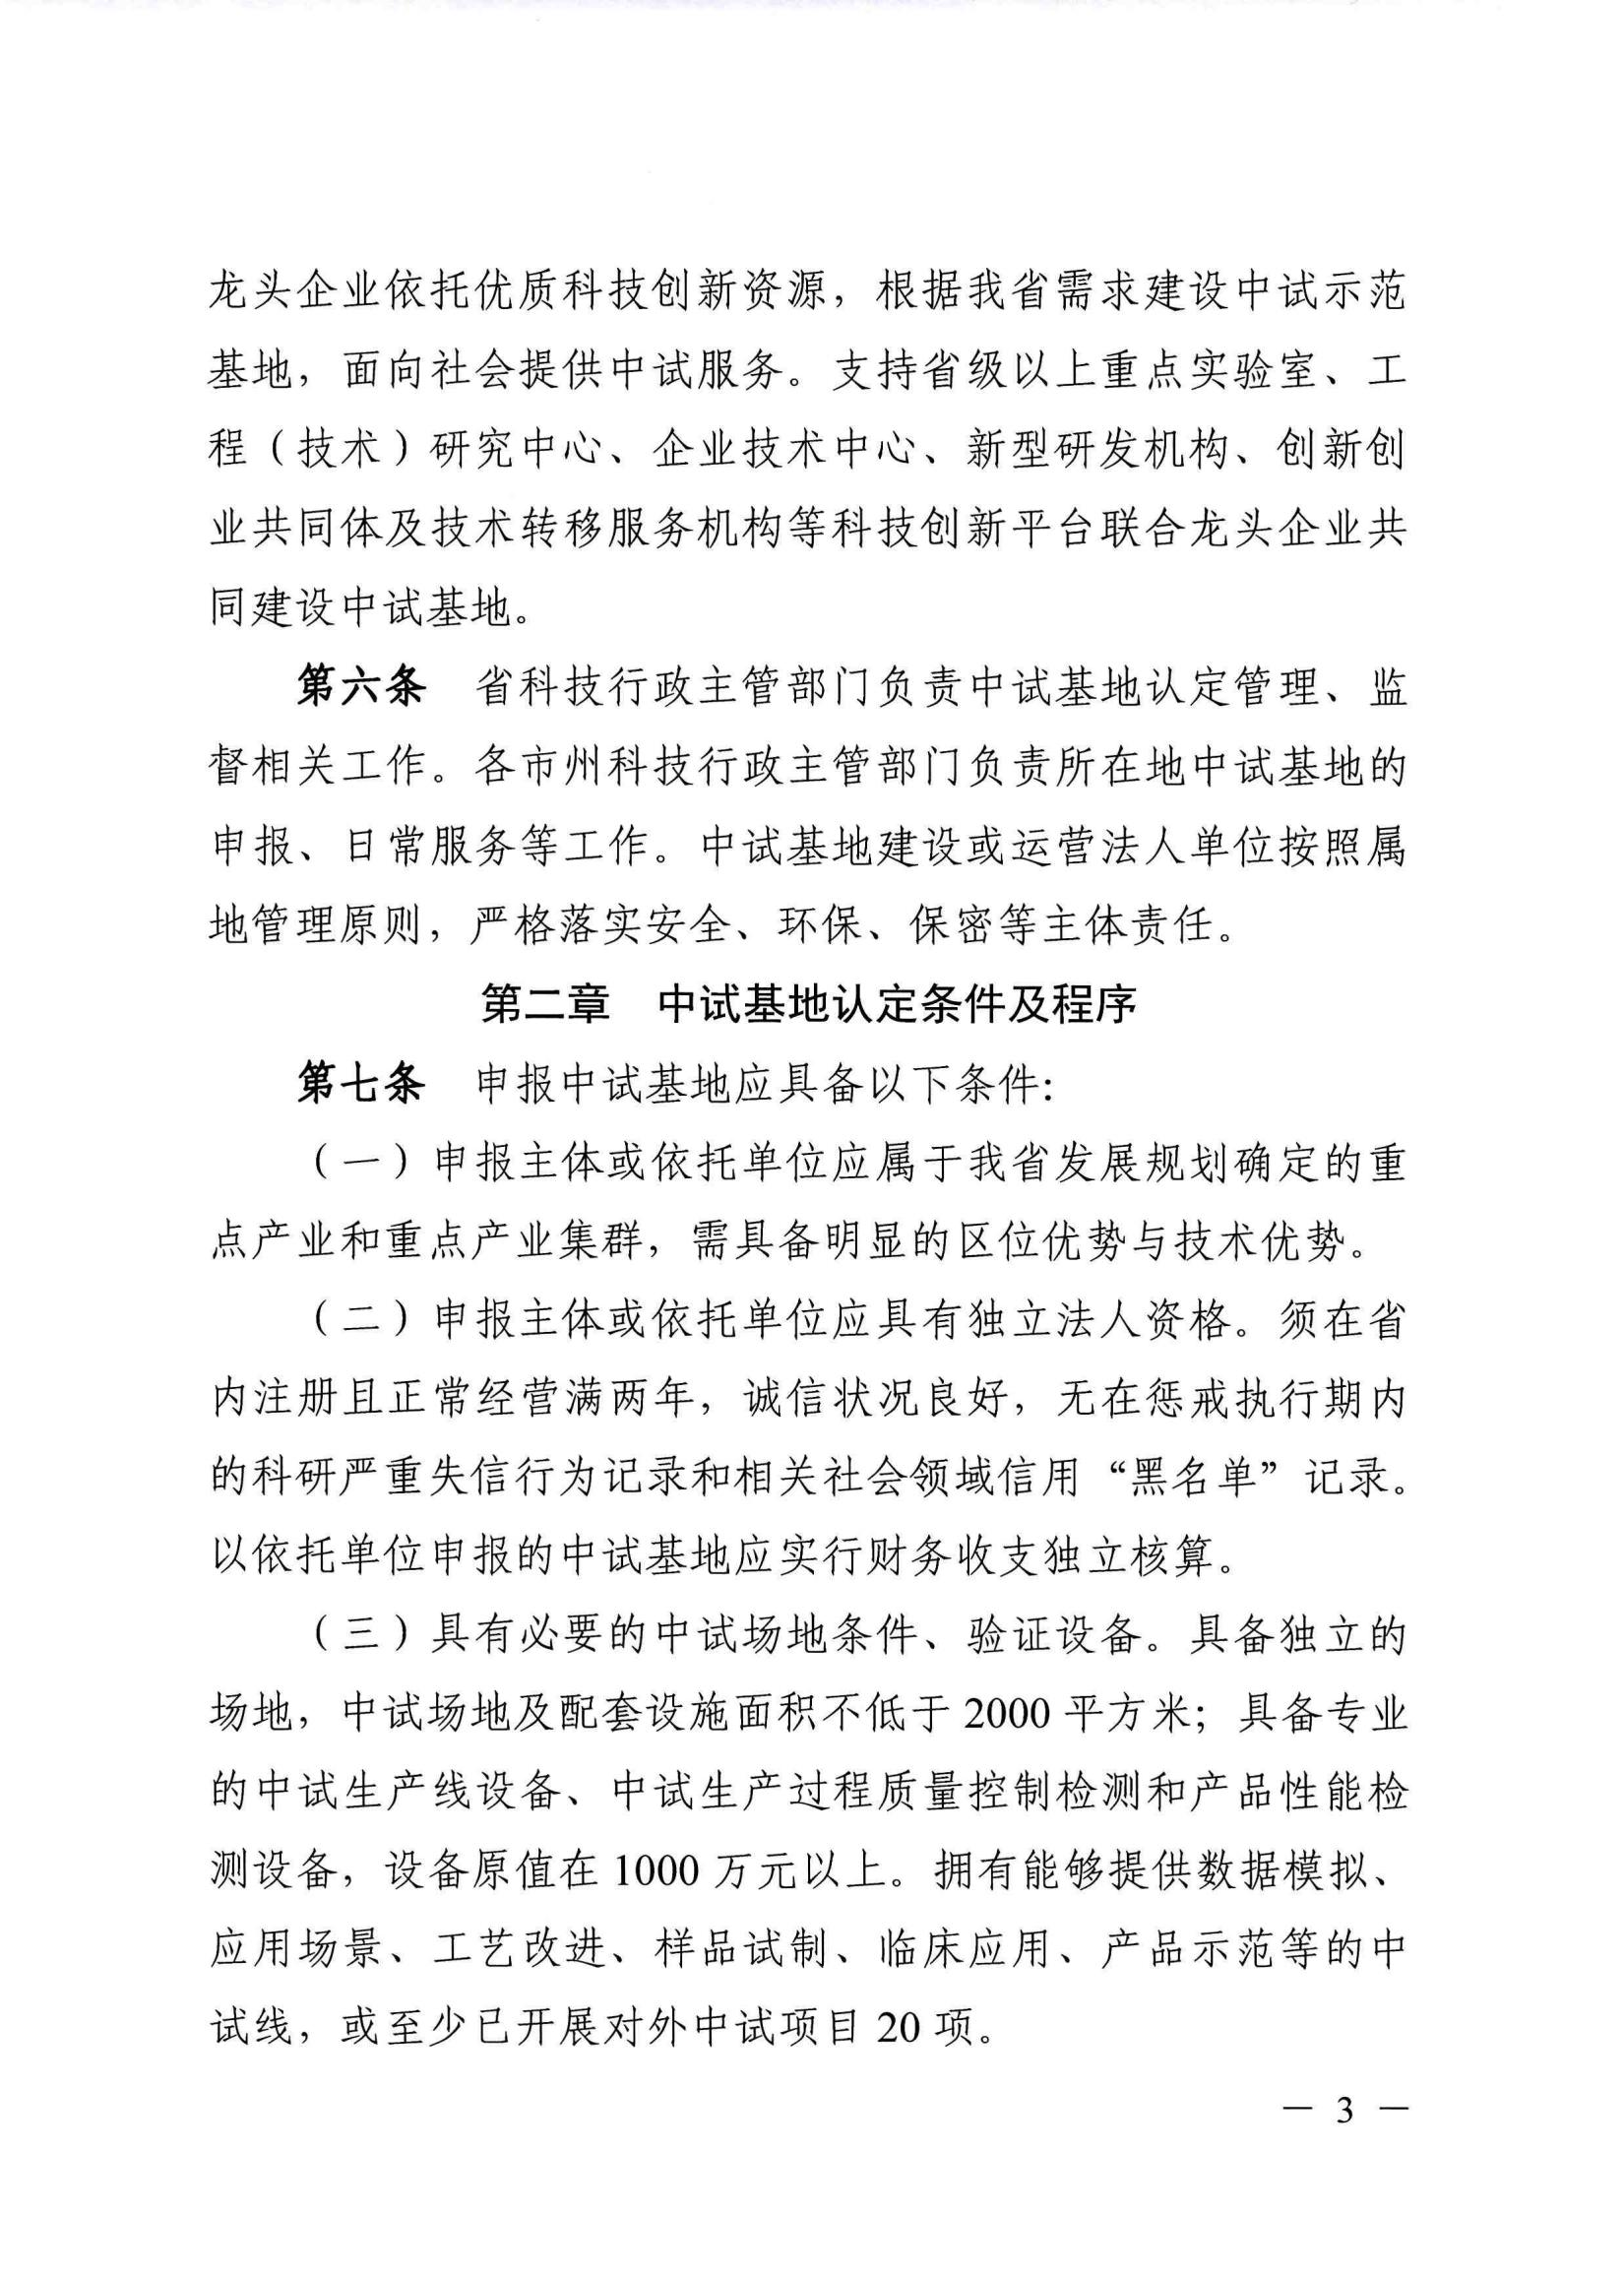 龙头企业依托优质科技创新资源，根据我省需求建设中试示范
基地，面向社会提供中试服务。支持省级以上重点实验室、工
程（技术）研究中心、企业技术中心、新型研发机构、创新创
业共同体及技术转移服务机构等科技创新平台联合龙头企业共
同建设中试基地。
第六条　省科技行政主管部门负责中试基地认定管理、监
督相关工作。各市州科技行政主管部门负责所在地中试基地的
申报、日常服务等工作。中试基地建设或运营法人单位按照属
地管理原则，严格落实安全、环保、保密等主体责任。
第二章　中试基地认定条件及程序
第七条　申报中试基地应具备以下条件：
（一）申报主体或依托单位应属于我省发展规划确定的重
点产业和重点产业集群，需具备明显的区位优势与技术优势。
（二）申报主体或依托单位应具有独立法人资格。须在省
内注册且正常经营满两年，诚信状况良好，无在惩戒执行期内
的科研严重失信行为记录和相关社会领域信用“黑名单”记录。
以依托单位申报的中试基地应实行财务收支独立核算。
（三）具有必要的中试场地条件、验证设备。具备独立的
场地，中试场地及配套设施面积不低于 2000 平方米；具备专业
的中试生产线设备、中试生产过程质量控制检测和产品性能检
测设备，设备原值在 1000 万元以上。拥有能够提供数据模拟、
应用场景、工艺改进、样品试制、临床应用、产品示范等的中
试线，或至少已开展对外中试项目 20 项。
— 3 —